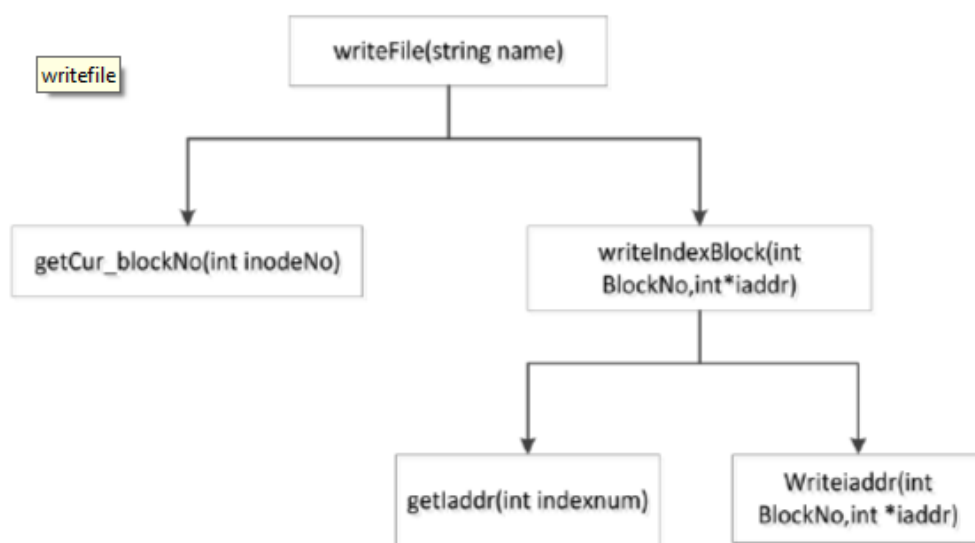 writeFile(string name)
writefile
getCur_blockNo(int inodeNo)
writeIndexBlock(int
BlockNo,int*iaddr)
getIaddr(int indexnum)
Writeiaddr(int
BlockNo,int *iaddr)